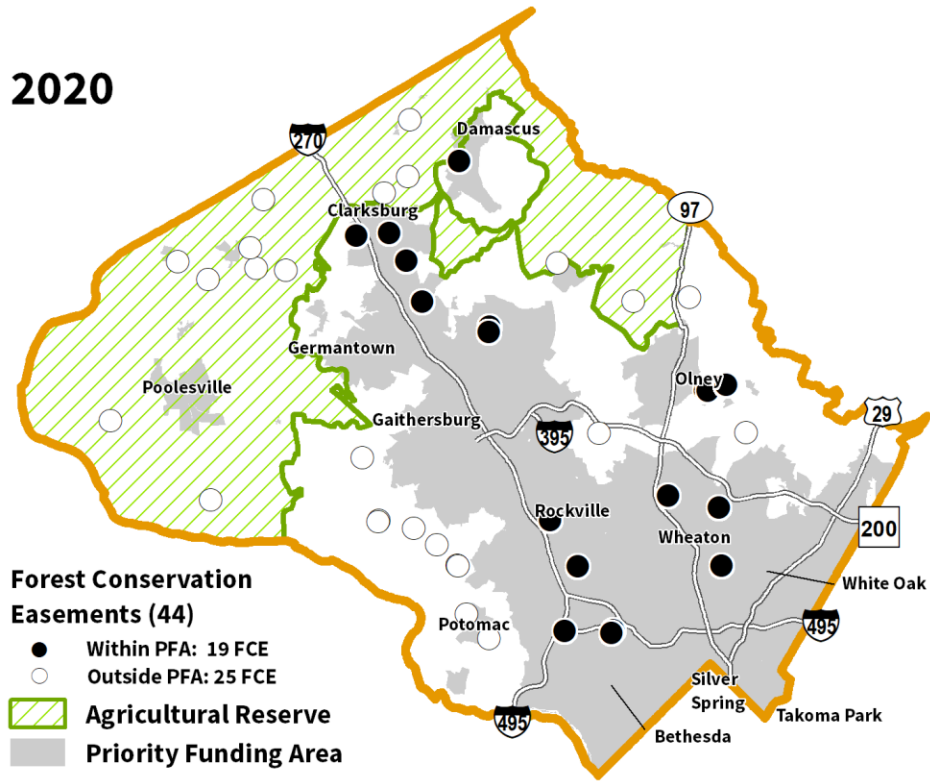 2020
Damascus
270
Clarksburg
97
Germantown
Poolesville
Olney
Gaithersburg
29
395
Rockville
200
Wheaton
Forest Conservation
Easements (44)
White Oak
Within PFA: 19 FCE
Potomac
495
Outside PFA: 25 FCE
Silver
Spring
Agricultural Reserve
495
Takoma Park
Bethesda
Priority Funding Area